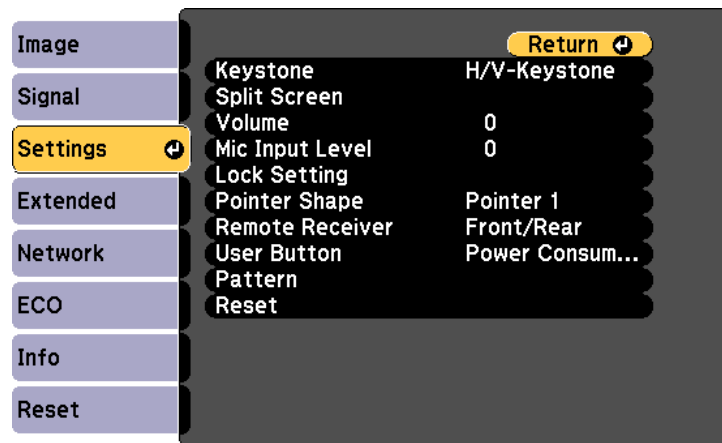 Image
Signal
Settings
Extended
Network
ECO
Info
Reset
Return
Keystone H/V-Keystone
Split Screen
Volume 0
Mic Input Level 0
Lock Setting
Pointer Shape Pointer 1
Remote Receiver Front/Rear
User Button Power Consum...
Pattern
Reset